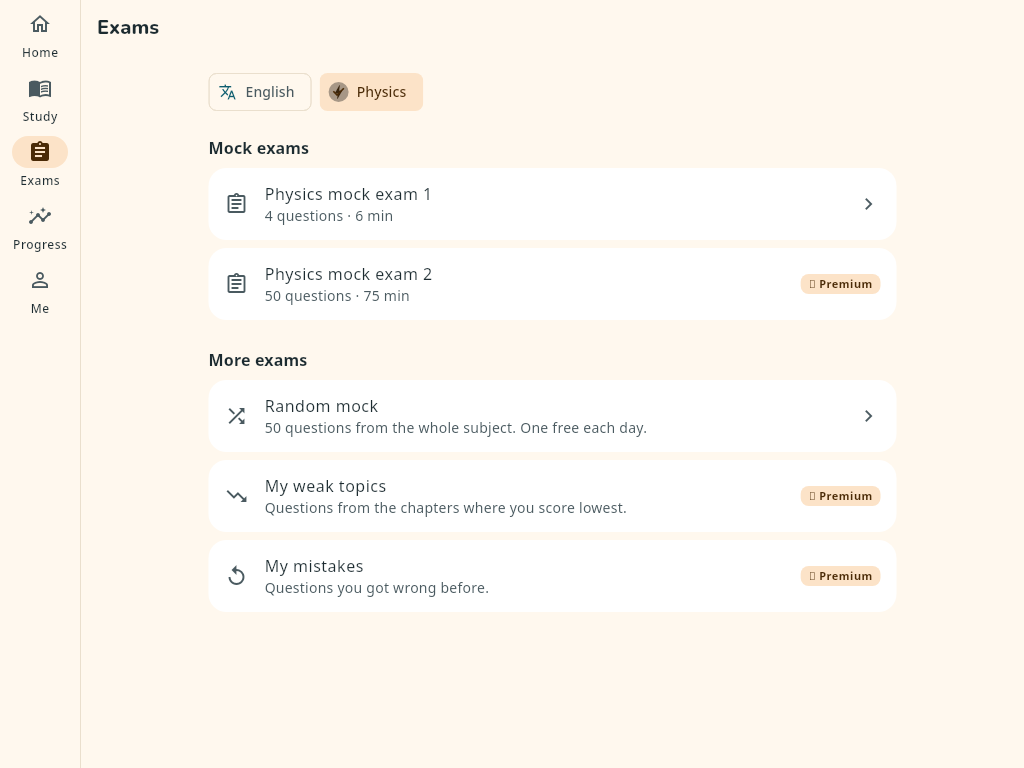 Exams
Home
Study
Exams
Progress
Me
English
Physics
Mock exams
Physics mock exam 1
4 questions · 6 min
Physics mock exam 2
50 questions · 75 min
Premium
More exams
Random mock
50 questions from the whole subject. One free each day.
My weak topics
Questions from the chapters where you score lowest.
Premium
My mistakes
Questions you got wrong before.
Premium